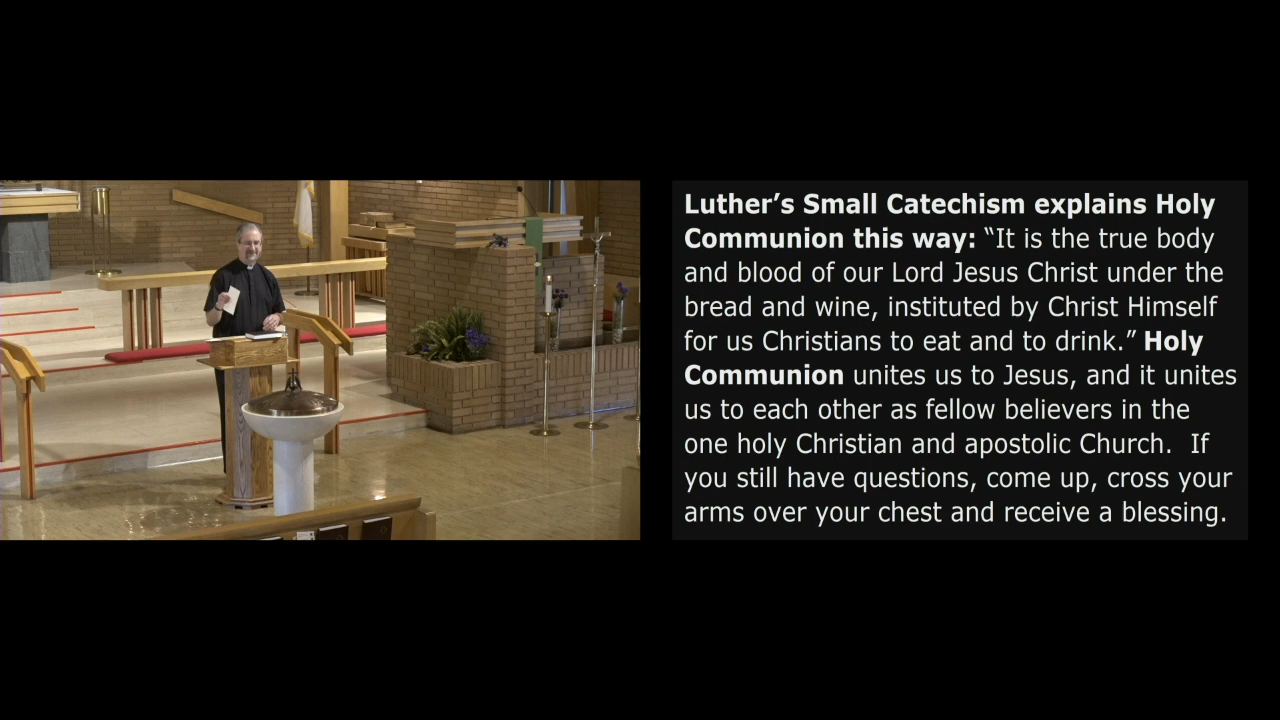 Luther’s Small Catechism explains Holy
Communion this way: “It is the true body
and blood of our Lord Jesus Christ under the
bread and wine, instituted by Christ Himself
for us Christians to eat and to drink.” Holy
Communion unites us to Jesus, and it unites
us to each other as fellow believers in the
one holy Christian and apostolic Church.  If
you still have questions, come up, cross your
arms over your chest and receive a blessing.